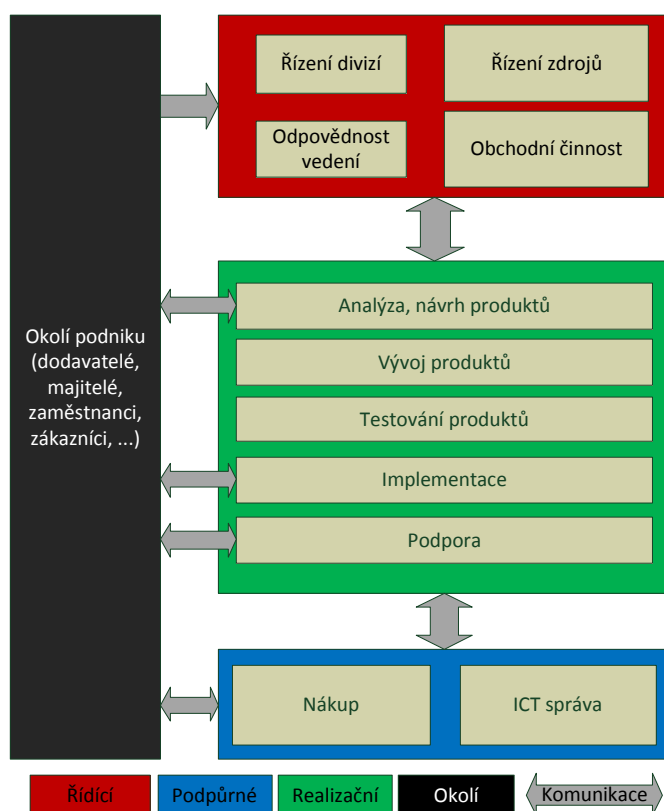 Řízení divizí
Řízení zdrojů
Odpovědnost
vedení
Obchodní činnost
Okolí podniku
(dodavatelé,
majitelé,
zaměstnanci,
zákazníci, ...)
Analýza, návrh produktů
Vývoj produktů
Testování produktů
Implementace
Podpora
Nákup
ICT správa
Řídící
Podpůrné
Realizační
Okolí
Komunikace